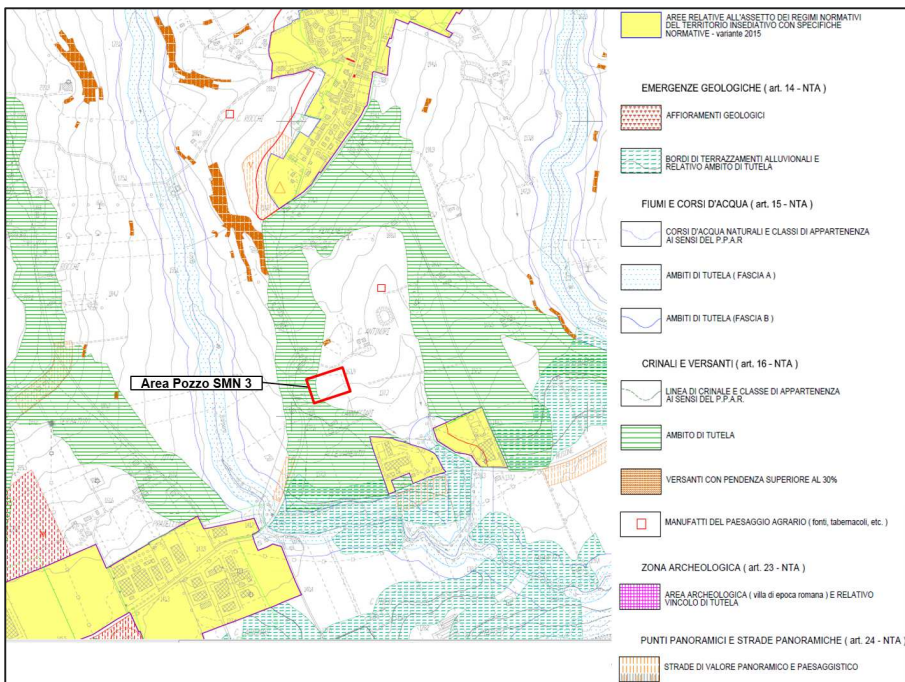 AREE RELATIVE ALL'ASSETTO DEI REGIMI NORMATIVI
DEL TERRITORIO INSEDIATIVO CON SPECIFICHE
NORMATIVE - variante 2015
EMERGENZE GEOLOGICHE ( art. 14 - NTA )
AFFIORAMENTI GEOLOGICI
BORDI DI TERRAZZAMENTI ALLUVIONALI E
RELATIVO AMBITO DI TUTELA
FIUMI E CORSI D'ACQUA ( art. 15 - NTA )
CORSI D'ACQUA NATURALI E CLASSI DI APPARTENENZA
AI SENSI DEL P.P.A.R
AMBITI DI TUTELA ( FASCIA A )
AMBITI DI TUTELA (FASCIA B )
CRINALI E VERSANTI ( art. 16 - NTA )
LINEA DI CRINALE E CLASSE DI APPARTENENZA
AI SENSI DEL P.P.A.R.
AMBITO DI TUTELA
VERSANTI CON PENDENZA SUPERIORE AL 30%
MANUFATTI DEL PAESAGGIO AGRARIO ( fonti, tabernacoli, etc. )
ZONA ARCHEOLOGICA ( art. 23 - NTA )
AREA ARCHEOLOGICA ( villa di epoca romana ) E RELATIVO
VINCOLO DI TUTELA
PUNTI PANORAMICI E STRADE PANORAMICHE ( art. 24 - NTA )
STRADE DI VALORE PANORAMICO E PAESAGGISTICO
Area Pozzo SMN 3